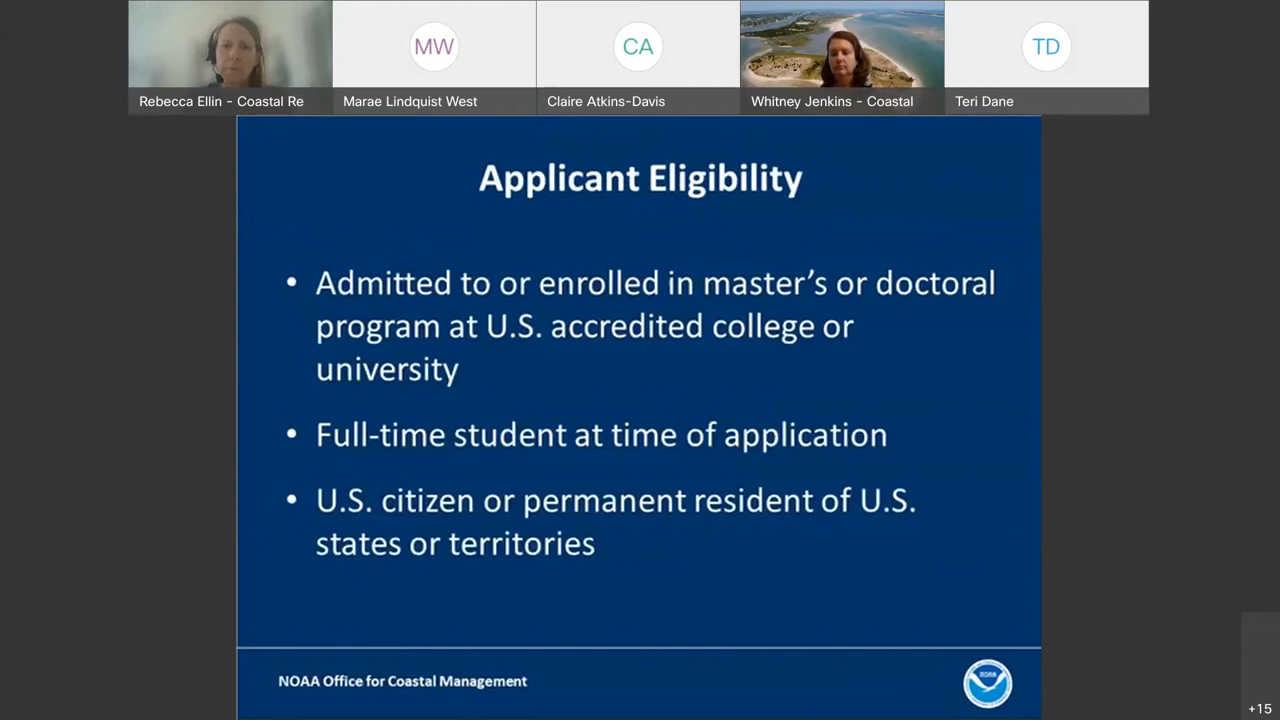 MW
CA
TD
Rebecca Ellin - Coastal Re
Marae Lindquist West
Claire Atkins-Davis
Whitney Jenkins - Coastal
Teri Dane
Applicant Eligibility
• Admitted to or enrolled in master’s or doctoral
program at U.S. accredited college or
university
• Full-time student at time of application
• U.S. citizen or permanent resident of U.S.
states or territories
NOAA Office for Coastal Management
NOAA
+15